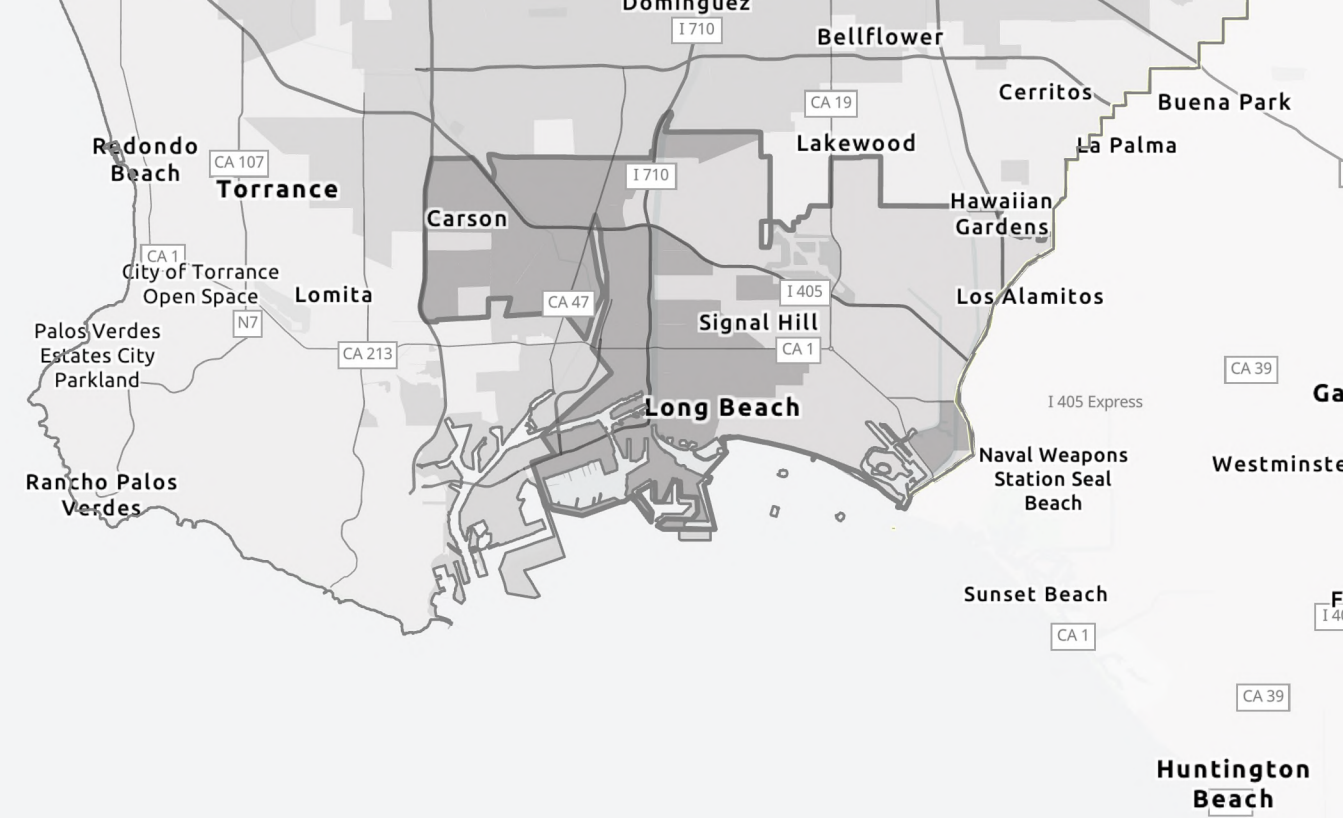 Dominguez
I 710
Bellflower
Cerritos
CA 19
Buena Park
Redondo
Beach
CA 107
Torrance
Lakewood
La Palma
I 710
Carson
Hawaiian
Gardens
CA 1
City of Torrance
Open Space
Lomita
CA 47
I 405
Los Alamitos
N7
Signal Hill
Palos Verdes
Estates City
Parkland
CA 213
CA 1
CA 39
Long Beach
I 405 Express
Ga
Naval Weapons
Station Seal
Beach
Westminste
Rancho Palos
Verdes
Sunset Beach
F
I 40
CA 1
CA 39
Huntington
Beach